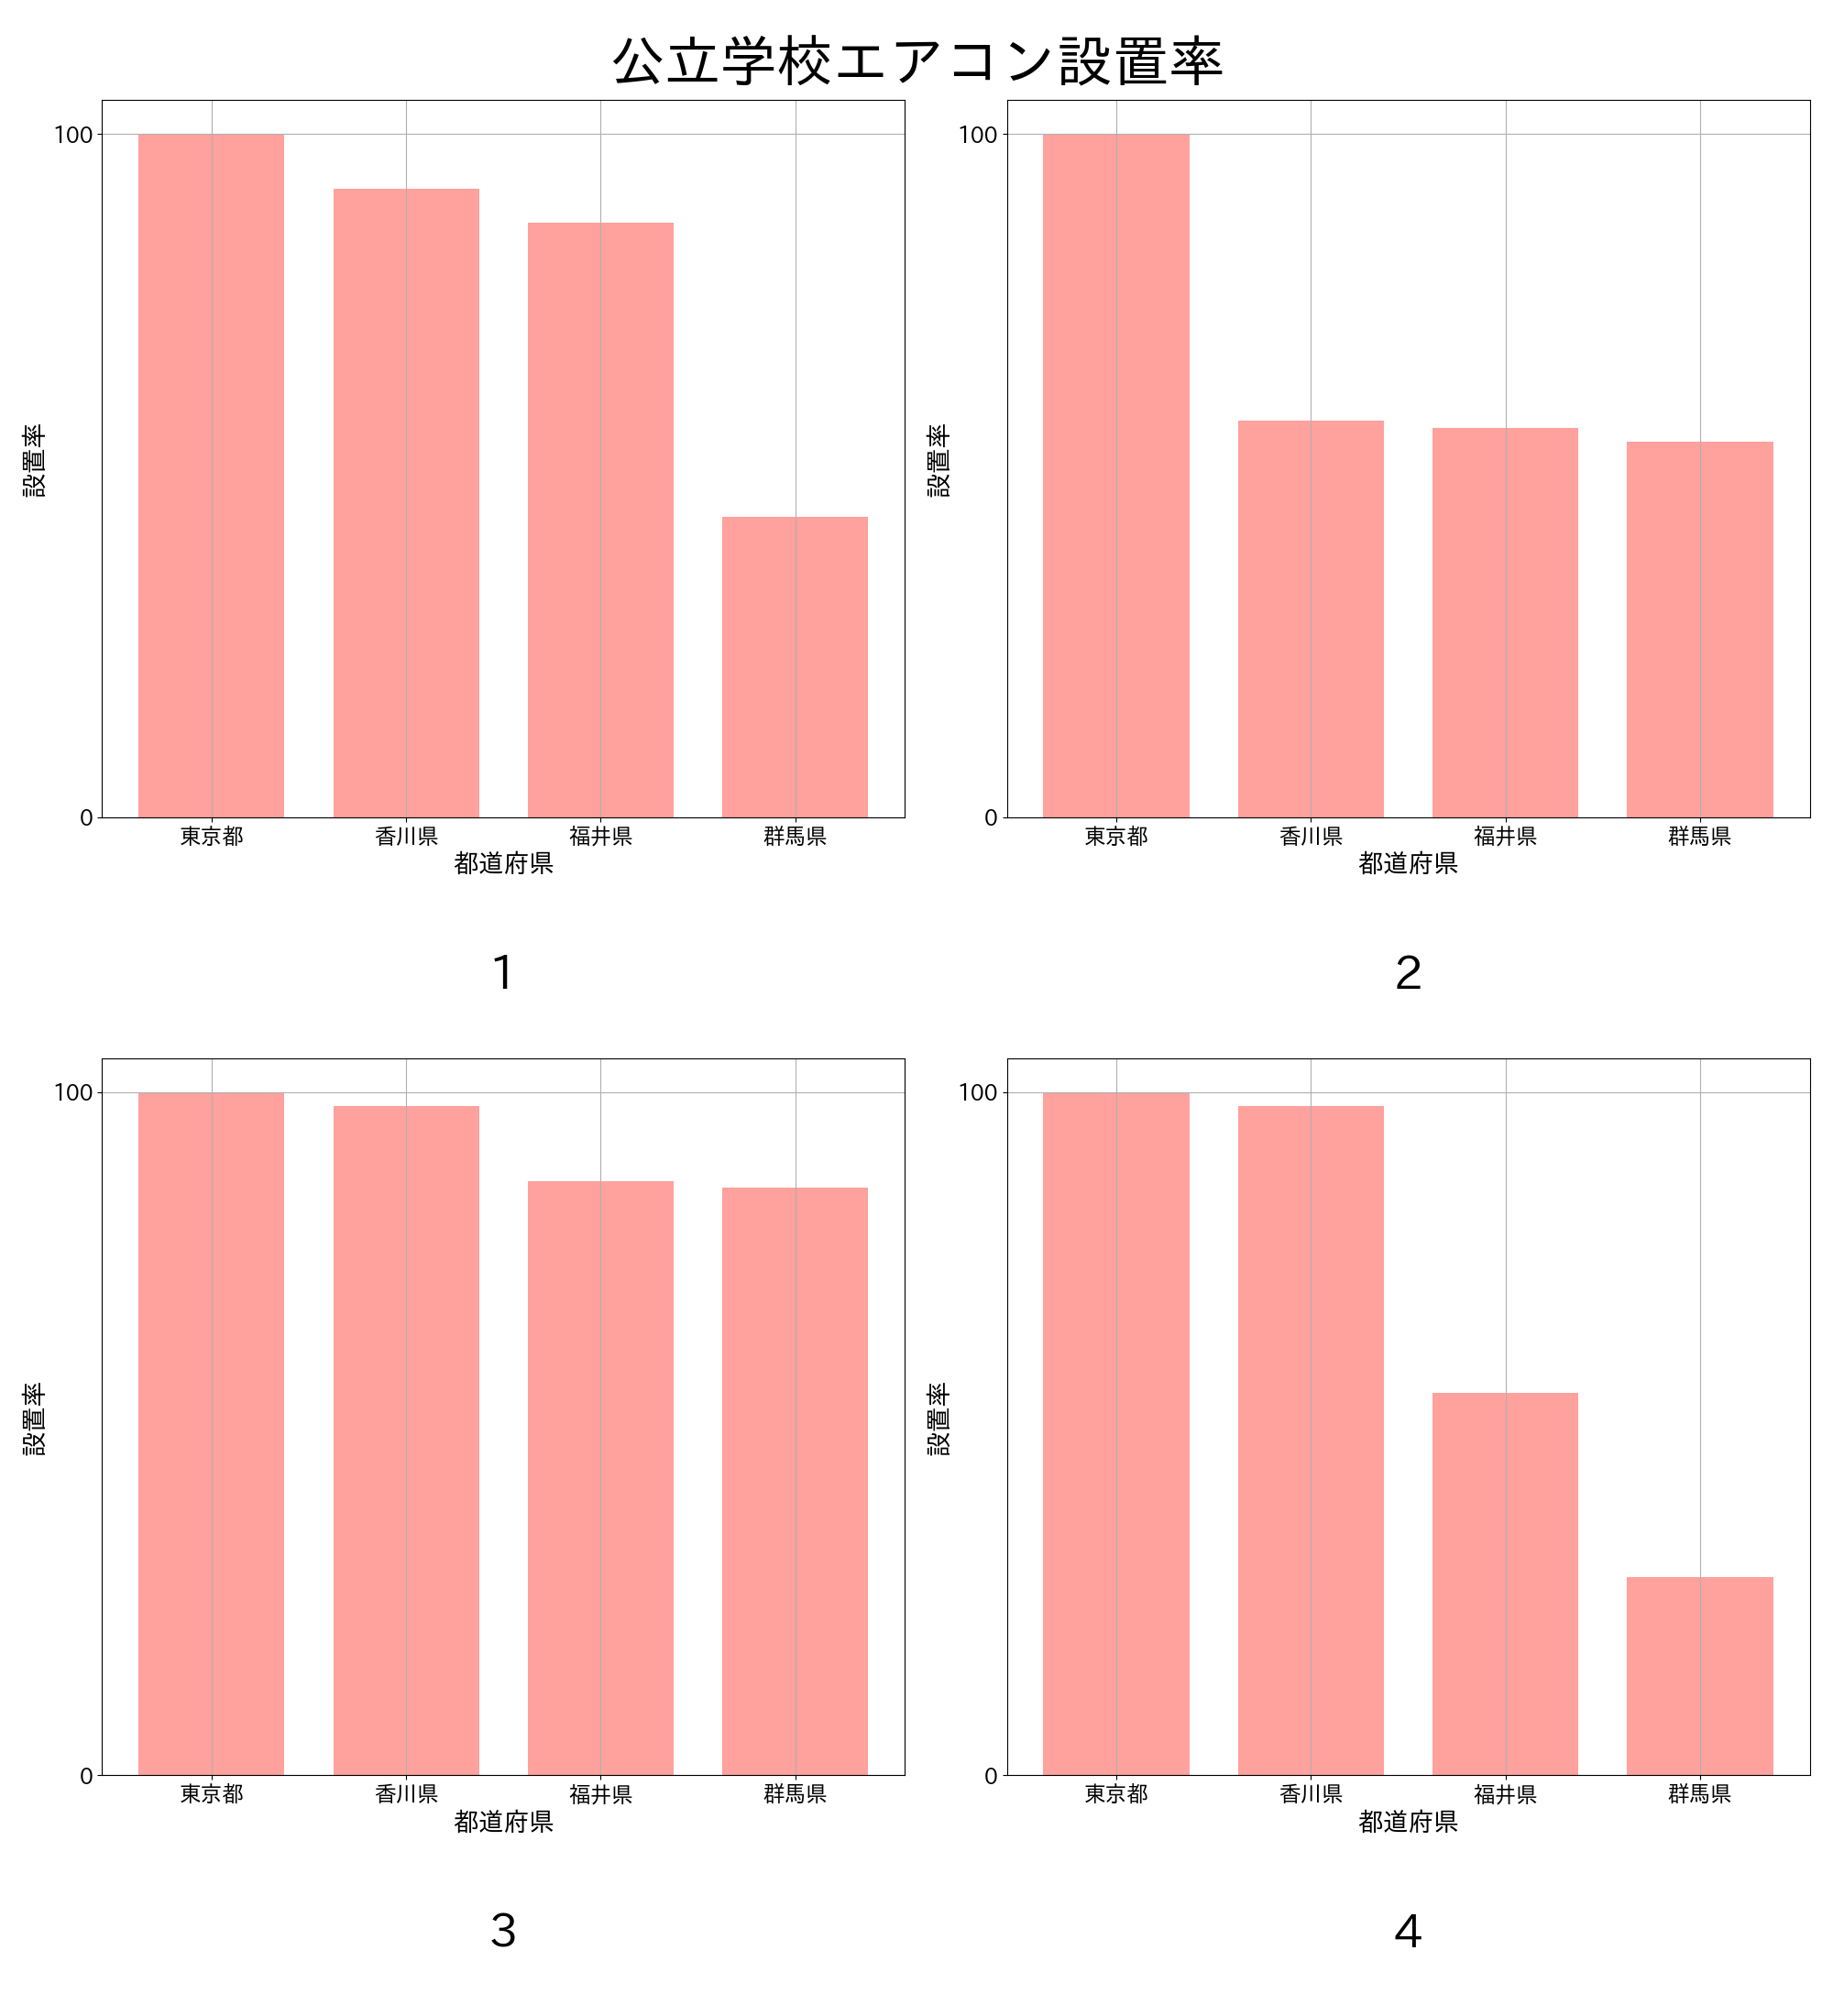 公立学校エアコン設置率
100
0
設置率
東京都 香川県 福井県 群馬県
都道府県
1
100
0
設置率
東京都 香川県 福井県 群馬県
都道府県
2
100
0
設置率
東京都 香川県 福井県 群馬県
都道府県
3
100
0
設置率
東京都 香川県 福井県 群馬県
都道府県
4